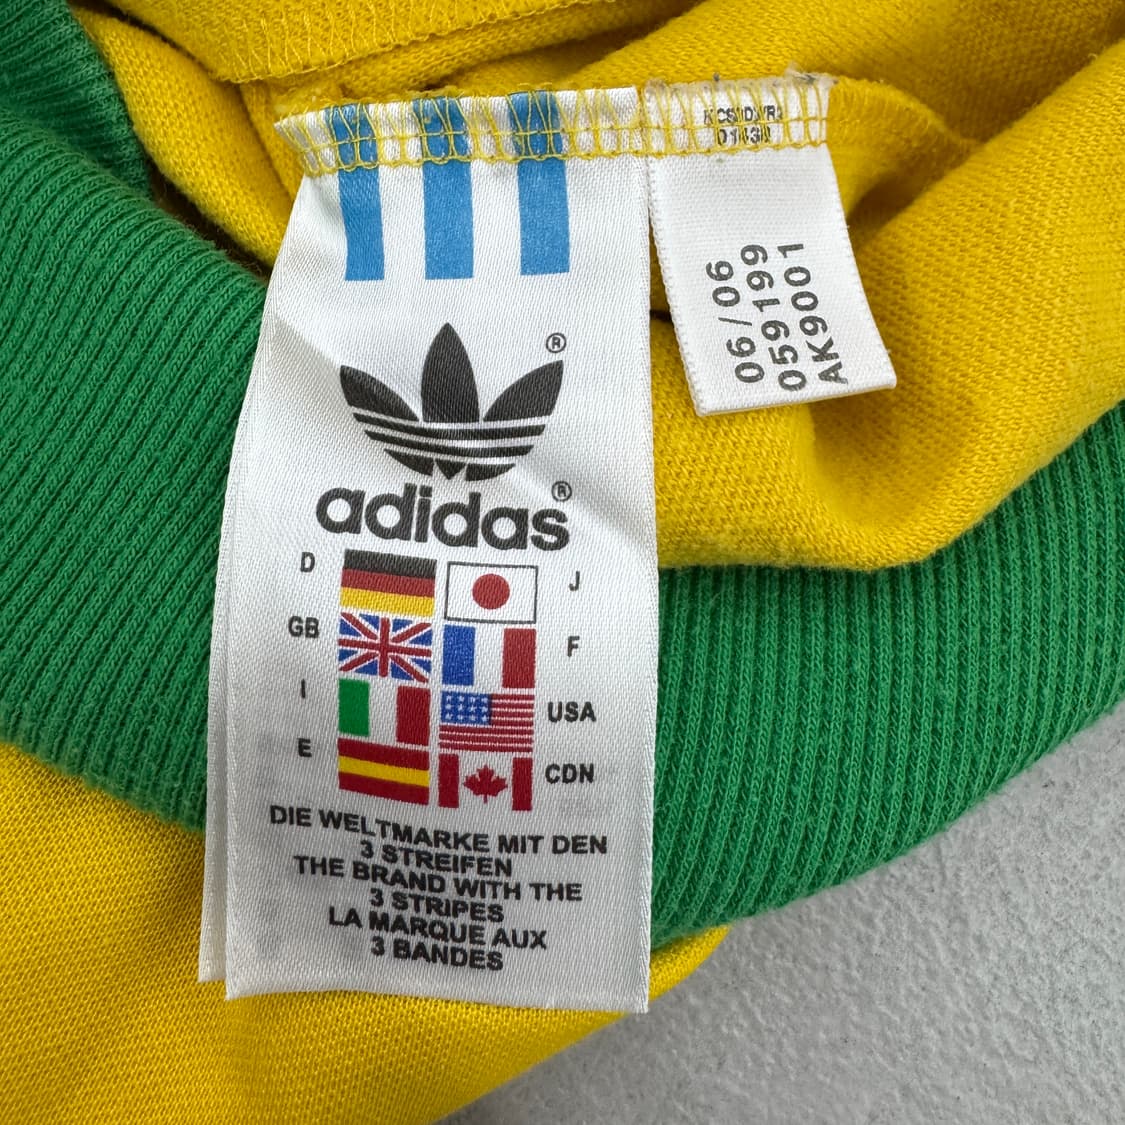 ®
adidas®
D
J
GB
F
I
USA
E
CDN
DIE WELTMARKE MIT DEN
3 STREIFEN
THE BRAND WITH THE
3 STRIPES
LA MARQUE AUX
3 BANDES
06/06
059199
AK9001